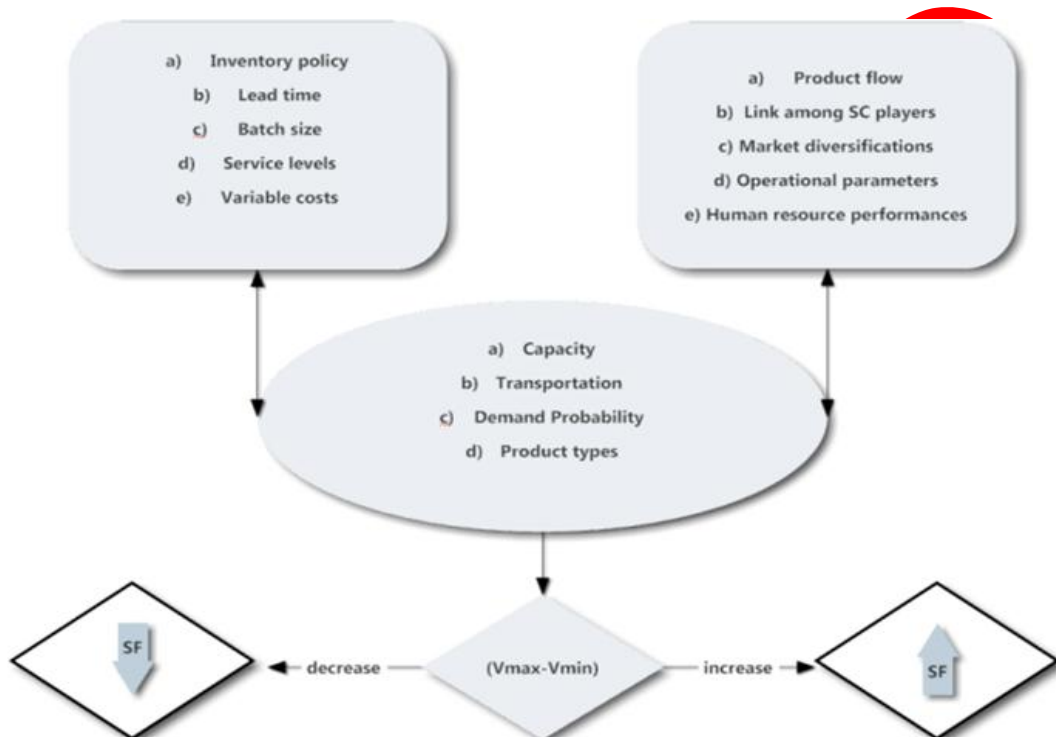 a) Inventory policy
b) Lead time
c) Batch size
d) Service levels
e) Variable costs
a) Product flow
b) Link among SC players
c) Market diversifications
d) Operational parameters
e) Human resource performances
a) Capacity
b) Transportation
c) Demand Probability
d) Product types
SF
decrease
(Vmax-Vmin)
increase
SF